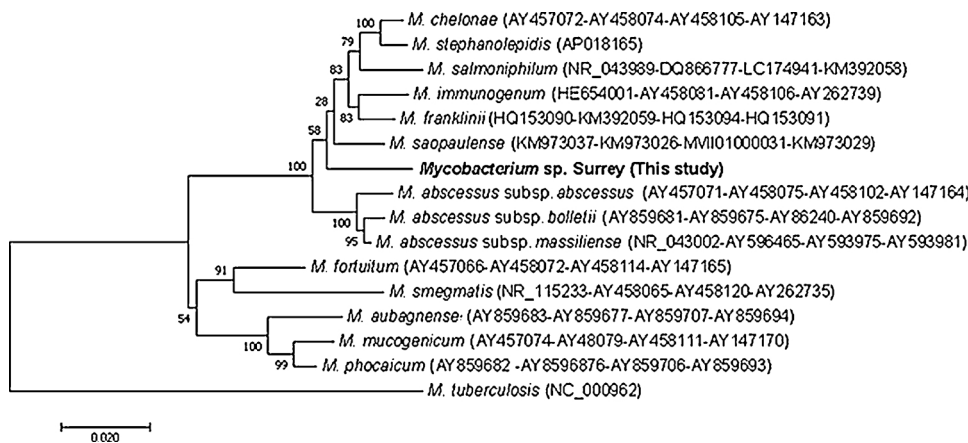 100
M. chelonae (AY457072-AY458074-AY458105-AY147163)
79
M. stephanolepidis (AP018165)
83
M. salmoniphilum (NR_043989-DQ866777-LC174941-KM392058)
28
M. immunogenum (HE654001-AY458081-AY458106-AY262739)
83
M. franklinii (HQ153090-KM392059-HQ153094-HQ153091)
58
M. saopaulense (KM973037-KM973026-MVII01000031-KM973029)
100
Mycobacterium sp. Surrey (This study)
M. abscessus subsp. abscessus (AY457071-AY458075-AY458102-AY147164)
100
M. abscessus subsp. bolletii (AY859681-AY859675-AY86240-AY859692)
95
M. abscessus subsp. massiliense (NR_043002-AY596465-AY593975-AY593981)
91
M. fortuitum (AY457066-AY458072-AY458114-AY147165)
M. smegmatis (NR_115233-AY458065-AY458120-AY262735)
54
M. aubagnense (AY859683-AY859677-AY859707-AY859694)
100
M. mucogenicum (AY457074-AY48079-AY458111-AY147170)
99
M. phocaicum (AY859682 -AY8596876-AY859706-AY859693)
M. tuberculosis (NC_000962)
0.020